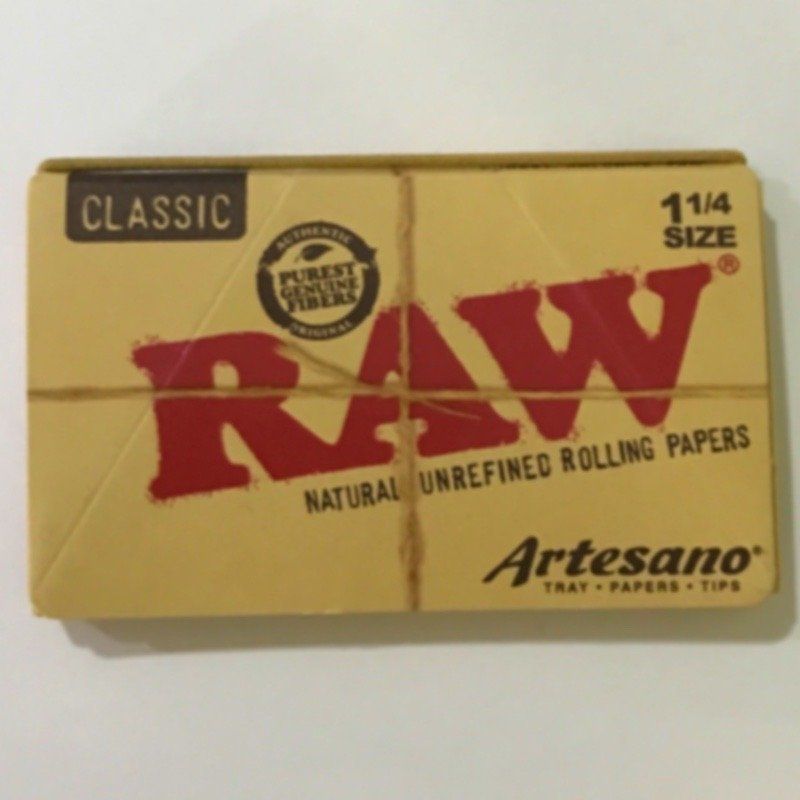 CLASSIC
1 1/4
SIZE
AUTHENTIC
PUREST
GENUINE
FIBERS
ORIGINAL
RAW®
NATURAL UNREFINED ROLLING PAPERS
Artesano
TRAY • PAPERS • TIPS